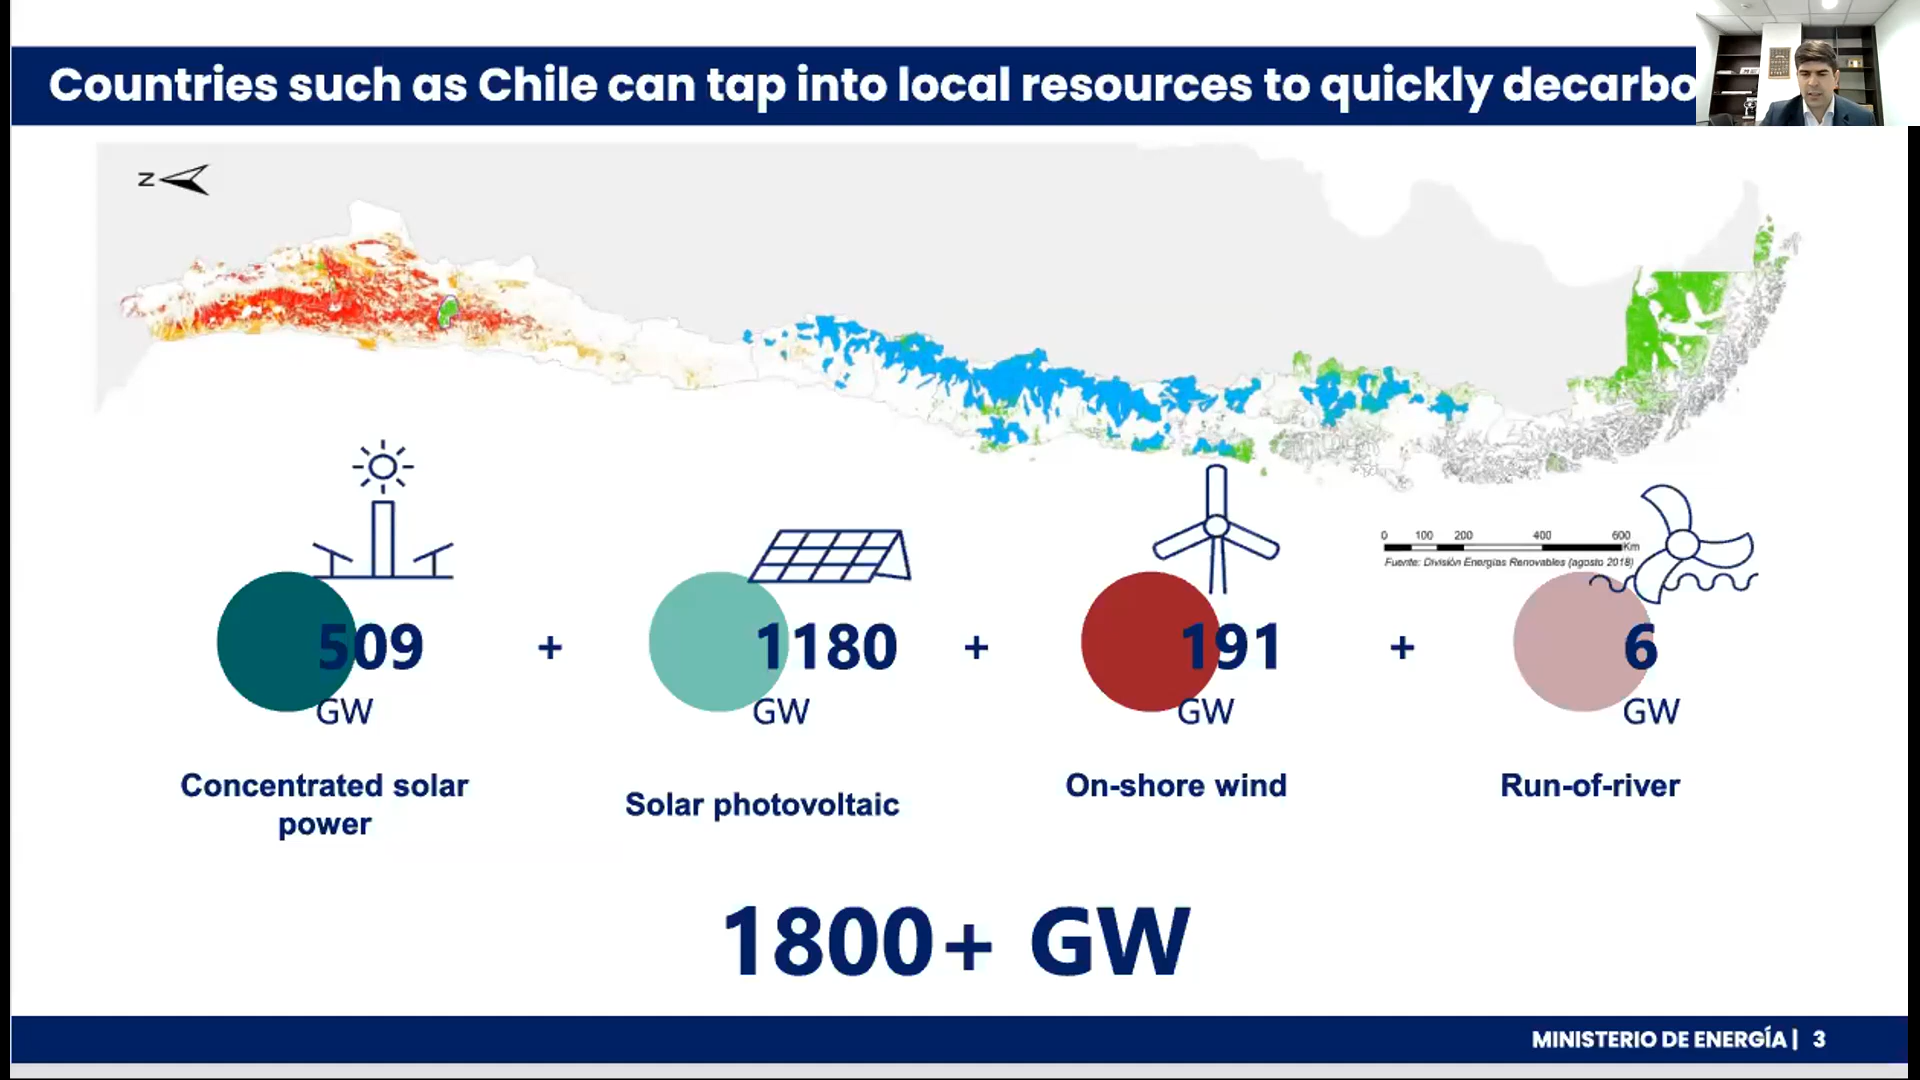 Countries such as Chile can tap into local resources to quickly decarbo
N
0 100 200 400 600
Km
Fuente: División Energías Renovables (agosto 2018)
509 + 1180 + 191 + 6
GW GW GW GW
Concentrated solar
power
Solar photovoltaic
On-shore wind
Run-of-river
1800+ GW
MINISTERIO DE ENERGÍA | 3